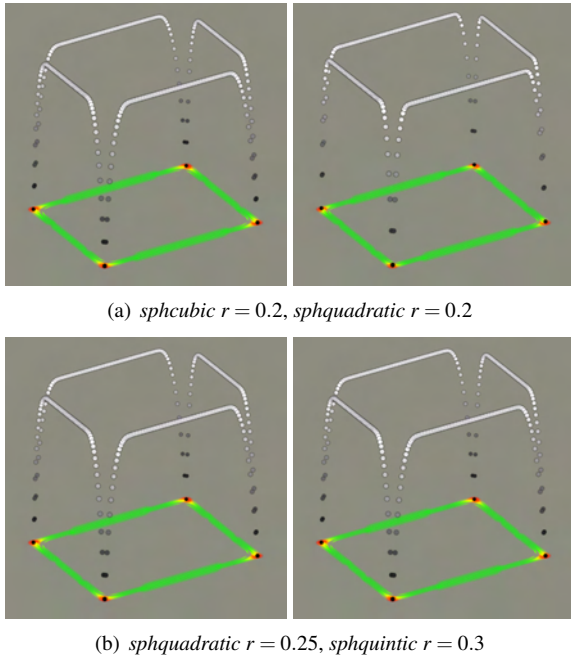 (a) sphcubic r = 0.2, sphquadratic r = 0.2
(b) sphquadratic r = 0.25, sphquintic r = 0.3